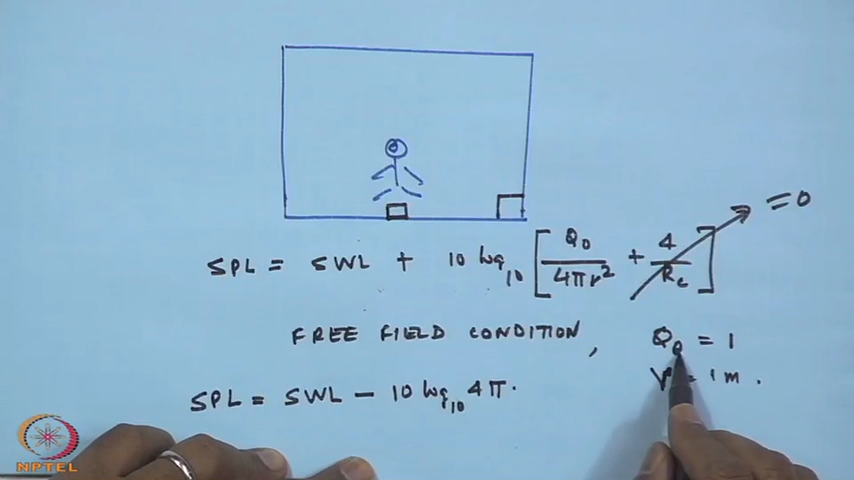 SPL = SWL + 10 log10 [ Qθ / 4πr² + 4 / Rc ] = 0
FREE FIELD CONDITION , Qθ = 1
r = 1 m .
SPL = SWL − 10 log10 4π .
NPTEL